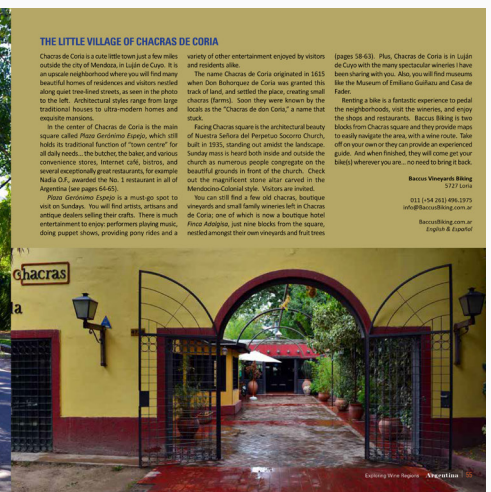 THE LITTLE VILLAGE OF CHACRAS DE CORIA
Chacras de Coria is a cute little town just a few miles
outside the city of Mendoza, in Luján de Cuyo. It is
an upscale neighborhood where you will find many
beautiful homes of residences and visitors nestled
along quiet tree-lined streets, as seen in the photo
to the left. Architectural styles range from large
traditional houses to ultra-modern homes and
exquisite mansions.
In the center of Chacras de Coria is the main
square called Plaza Gerónimo Espejo, which still
holds its traditional function of "town centre" for
all daily needs... the butcher, the baker, and various
convenience stores, Internet café, bistros, and
several exceptionally great restaurants, for example
Nadia O.F., awarded the No. 1 restaurant in all of
Argentina (see pages 64-65).
Plaza Gerónimo Espejo is a must-go spot to
visit on Sundays. You will find artists, artisans and
antique dealers selling their crafts. There is much
entertainment to enjoy: performers playing music,
doing puppet shows, providing pony rides and a
variety of other entertainment enjoyed by visitors
and residents alike.
The name Chacras de Coria originated in 1615
when Don Bohorquez de Coria was granted this
track of land, and settled the place, creating small
chacras (farms). Soon they were known by the
locals as the "Chacras de don Coria," a name that
stuck.
Facing Chacras square is the architectural beauty
of Nuestra Señora del Perpetuo Socorro Church,
built in 1935, standing out amidst the landscape.
Sunday mass is heard both inside and outside the
church as numerous people congregate on the
beautiful grounds in front of the church. Check
out the magnificent stone altar carved in the
Mendocino-Colonial style. Visitors are invited.
You can still find a few old chacras, boutique
vineyards and small family wineries left in Chacras
de Coria; one of which is now a boutique hotel
Finca Adalgisa, just nine blocks from the square,
nestled amongst their own vineyards and fruit trees
(pages 58-63). Plus, Chacras de Coria is in Luján
de Cuyo with the many spectacular wineries I have
been sharing with you. Also, you will find museums
like the Museum of Emiliano Guiñazu and Casa de
Fader.
Renting a bike is a fantastic experience to pedal
the neighborhoods, visit the wineries, and enjoy
the shops and restaurants. Baccus Biking is two
blocks from Chacras square and they provide maps
to easily navigate the area, with a wine route. Take
off on your own or they can provide an experienced
guide. And when finished, they will come get your
bike(s) wherever you are... no need to bring it back.
Baccus Vineyards Biking
5727 Loria
011 (+54 261) 496.1975
info@BaccusBiking.com.ar
BaccusBiking.com.ar
English & Español
Chacras
a
Exploring Wine Regions Argentina 55